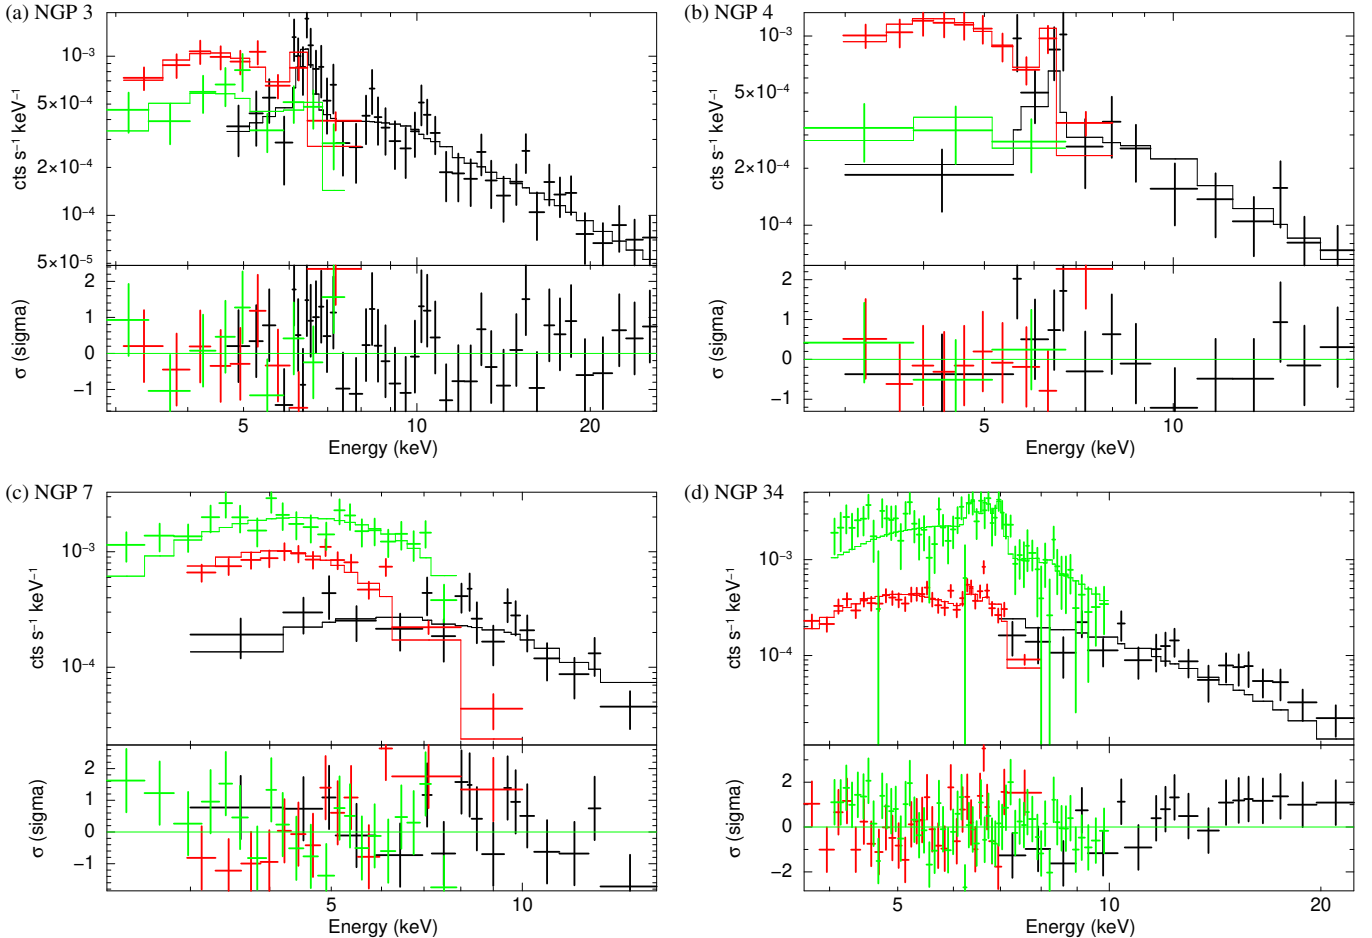 (a) NGP 3
10⁻³
5×10⁻⁴
2×10⁻⁴
10⁻⁴
5×10⁻⁵
cts s⁻¹ keV⁻¹
2
1
0
−1
σ (sigma)
5
10
20
Energy (keV)
(b) NGP 4
10⁻³
5×10⁻⁴
2×10⁻⁴
10⁻⁴
cts s⁻¹ keV⁻¹
2
1
0
−1
σ (sigma)
5
10
Energy (keV)
(c) NGP 7
10⁻³
10⁻⁴
cts s⁻¹ keV⁻¹
2
1
0
−1
σ (sigma)
5
10
Energy (keV)
(d) NGP 34
10⁻³
10⁻⁴
cts s⁻¹ keV⁻¹
2
0
−2
σ (sigma)
5
10
20
Energy (keV)